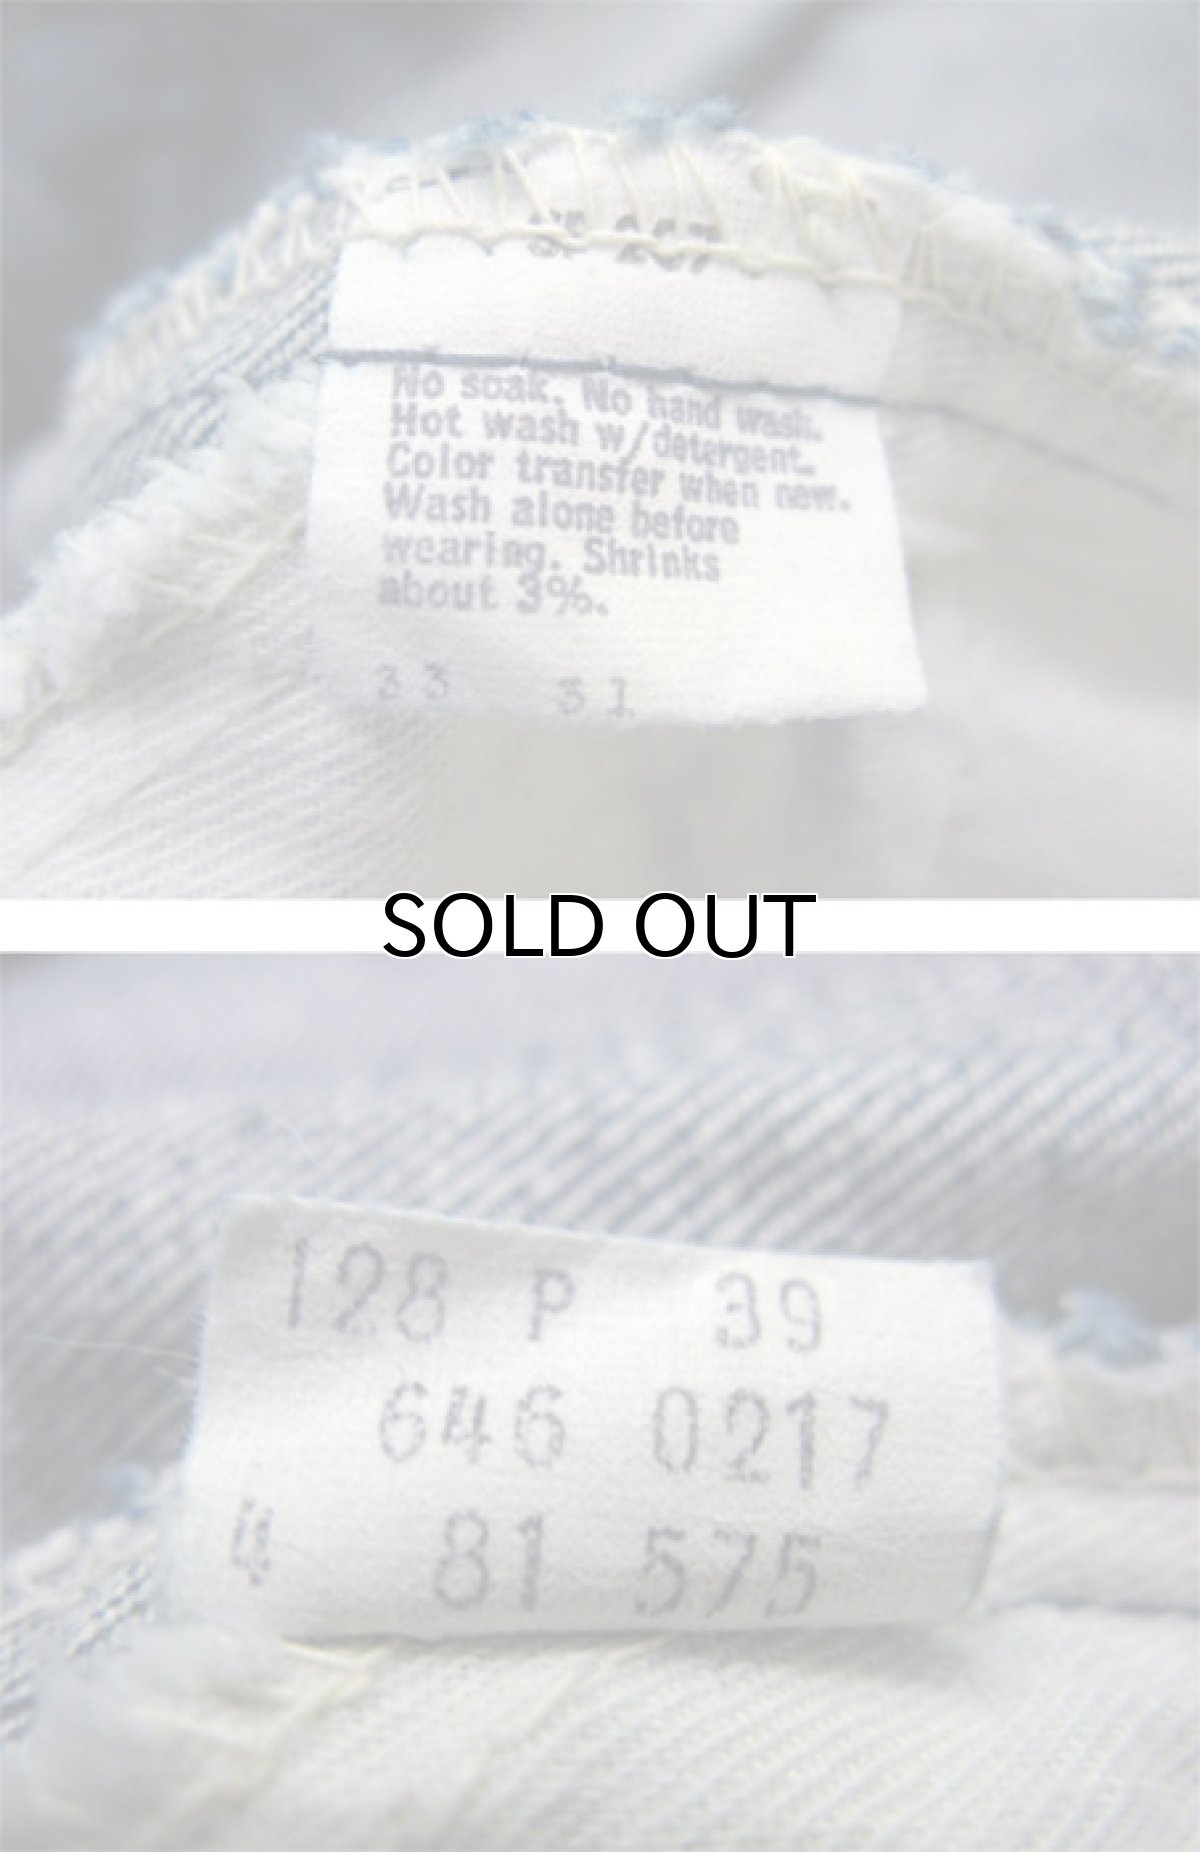 No soak. No hand wash.
Hot wash w/detergent.
Color transfer when new.
Wash alone before
wearing. Shrinks
about 3%.
33 31
SOLD OUT
128 P 39
646 0217
81 575